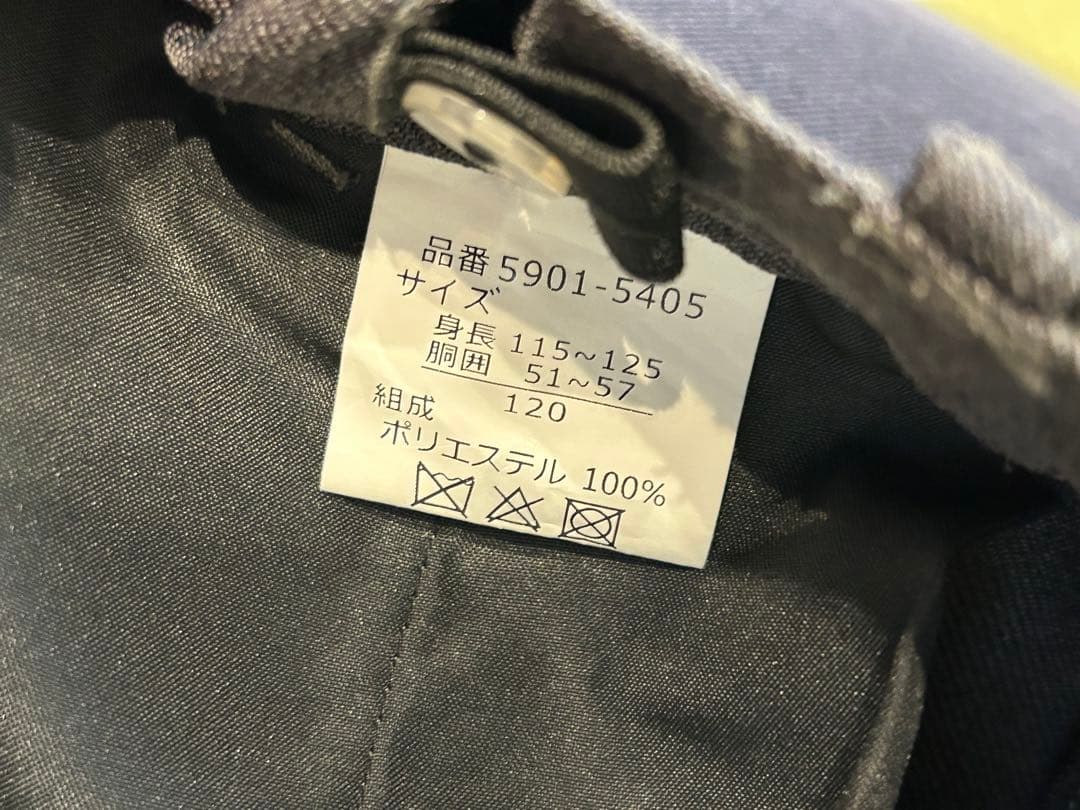 品番 5901-5405
サイズ
身長 115~125
胴囲 51~57
120
組成
ポリエステル 100%